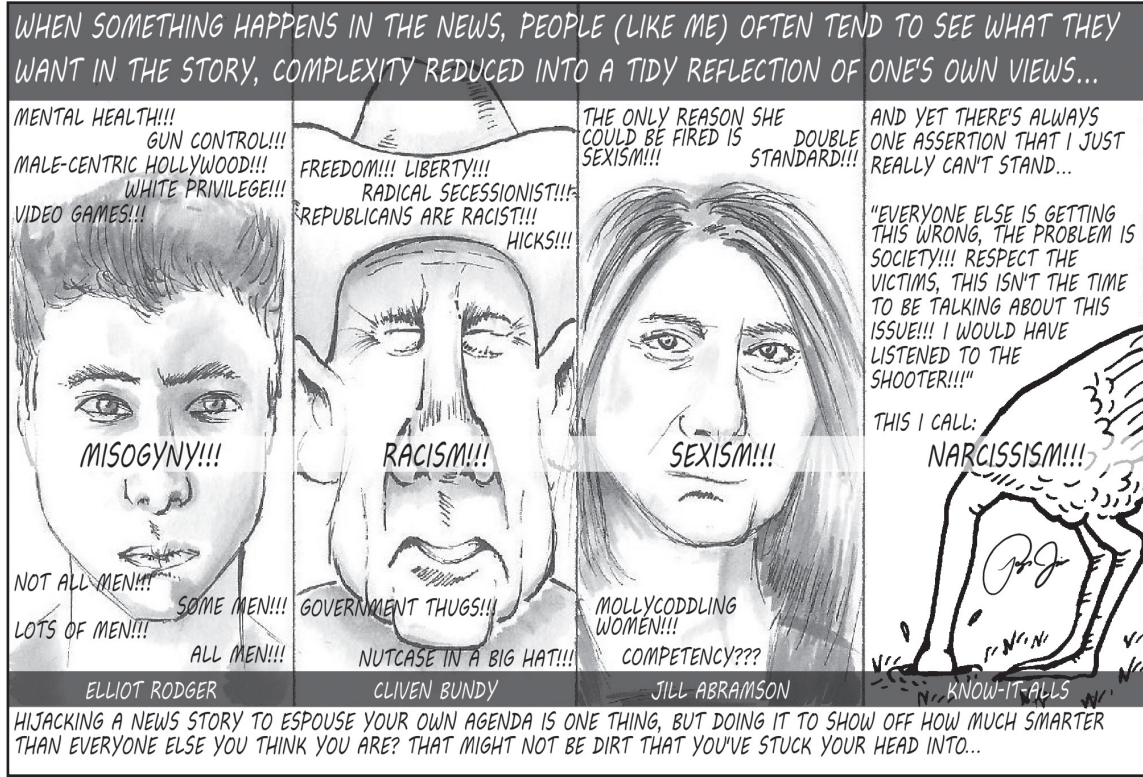 WHEN SOMETHING HAPPENS IN THE NEWS, PEOPLE (LIKE ME) OFTEN TEND TO SEE WHAT THEY
WANT IN THE STORY, COMPLEXITY REDUCED INTO A TIDY REFLECTION OF ONE'S OWN VIEWS...
MENTAL HEALTH!!!
GUN CONTROL!!!
MALE-CENTRIC HOLLYWOOD!!!
WHITE PRIVILEGE!!!
VIDEO GAMES!!!
MISOGYNY!!!
NOT ALL MEN!!!
SOME MEN!!!
LOTS OF MEN!!!
ALL MEN!!!
ELLIOT RODGER
FREEDOM!!! LIBERTY!!!
RADICAL SECESSIONIST!!!
REPUBLICANS ARE RACIST!!!
HICKS!!!
RACISM!!!
GOVERNMENT THUGS!!!
NUTCASE IN A BIG HAT!!!
CLIVEN BUNDY
THE ONLY REASON SHE
COULD BE FIRED IS
SEXISM!!!
DOUBLE
STANDARD!!!
SEXISM!!!
MOLLYCODDLING
WOMEN!!!
COMPETENCY???
JILL ABRAMSON
AND YET THERE'S ALWAYS
ONE ASSERTION THAT I JUST
REALLY CAN'T STAND...
"EVERYONE ELSE IS GETTING
THIS WRONG, THE PROBLEM IS
SOCIETY!!! RESPECT THE
VICTIMS, THIS ISN'T THE TIME
TO BE TALKING ABOUT THIS
ISSUE!!! I WOULD HAVE
LISTENED TO THE
SHOOTER!!!"
THIS I CALL:
NARCISSISM!!!
KNOW-IT-ALLS
HIJACKING A NEWS STORY TO ESPOUSE YOUR OWN AGENDA IS ONE THING, BUT DOING IT TO SHOW OFF HOW MUCH SMARTER
THAN EVERYONE ELSE YOU THINK YOU ARE? THAT MIGHT NOT BE DIRT THAT YOU'VE STUCK YOUR HEAD INTO...